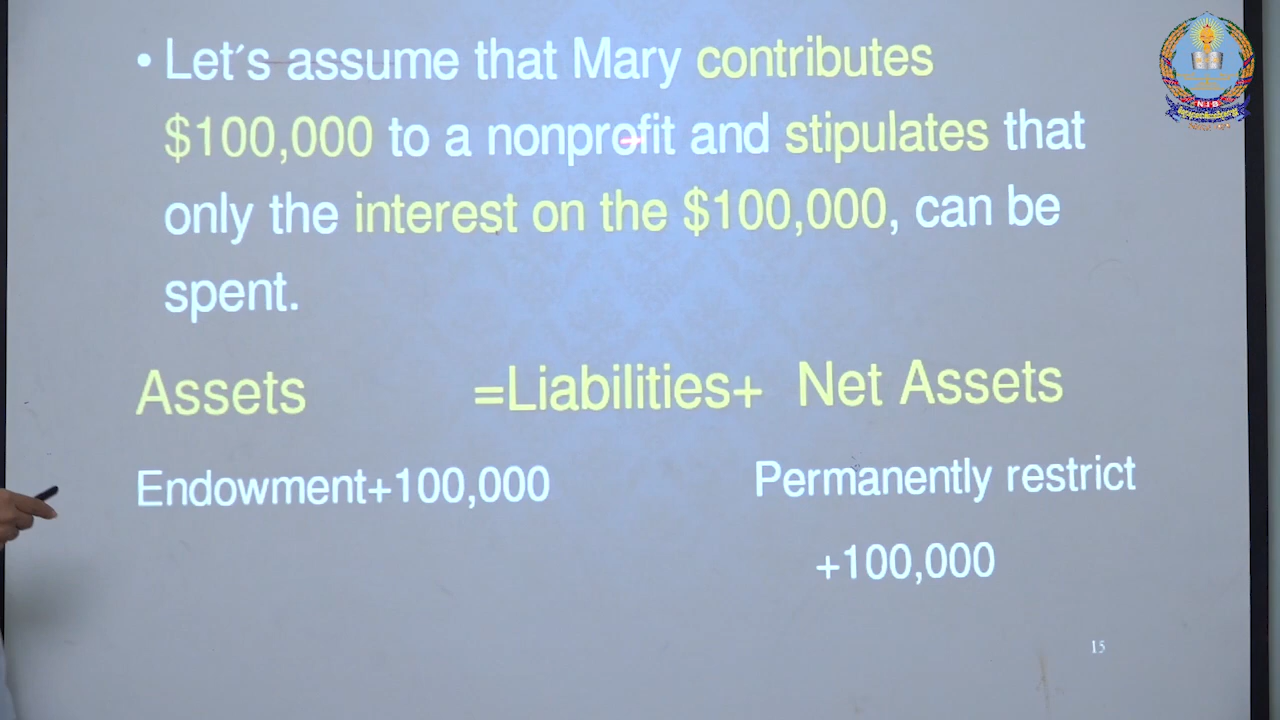 • Let´s assume that Mary contributes
$100,000 to a nonprofit and stipulates that
only the interest on the $100,000, can be
spent.
Assets =Liabilities+ Net Assets
Endowment+100,000 Permanently restrict
+100,000
15
N I B